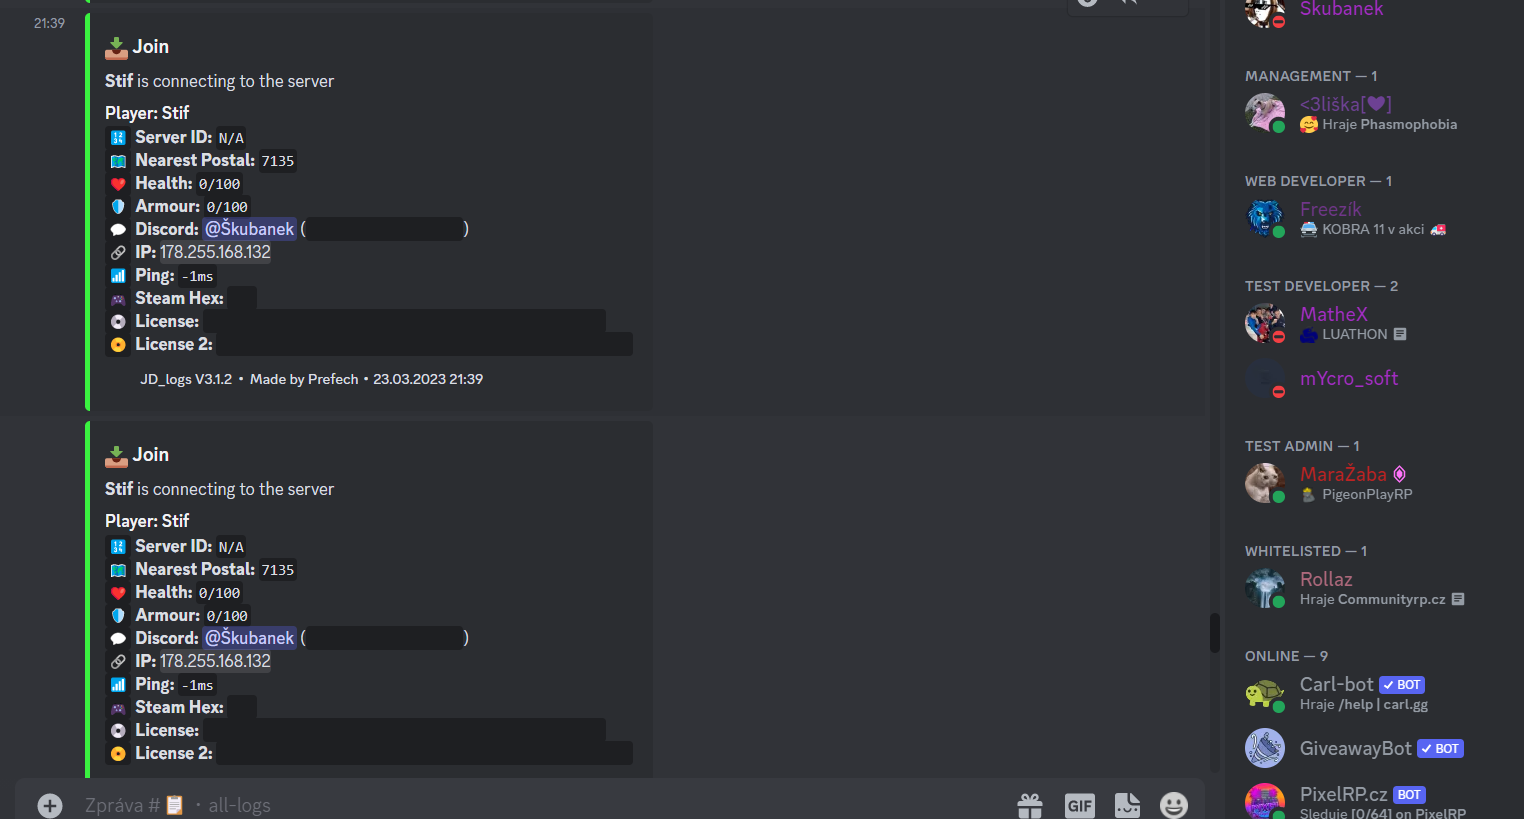 21:39
Join
Stif is connecting to the server
Player: Stif
Server ID: N/A
Nearest Postal: 7135
Health: 0/100
Armour: 0/100
Discord: @Škubanek ( )
IP: 178.255.168.132
Ping: -1ms
Steam Hex:
License:
License 2:
JD_logs V3.1.2 • Made by Prefech • 23.03.2023 21:39
Join
Stif is connecting to the server
Player: Stif
Server ID: N/A
Nearest Postal: 7135
Health: 0/100
Armour: 0/100
Discord: @Škubanek ( )
IP: 178.255.168.132
Ping: -1ms
Steam Hex:
License:
License 2:
Zpráva #📋・all-logs
GIF
Škubanek
MANAGEMENT — 1
<3liška[💜]
🥰 Hraje Phasmophobia
WEB DEVELOPER — 1
Freezík
🚔 KOBRA 11 v akci 🚑
TEST DEVELOPER — 2
MatheX
LUATHON
mYcro_soft
TEST ADMIN — 1
MaraŽaba
PigeonPlayRP
WHITELISTED — 1
Rollaz
Hraje Communityrp.cz
ONLINE — 9
Carl-bot ✓ BOT
Hraje /help | carl.gg
GiveawayBot ✓ BOT
PixelRP.cz BOT
Sleduje [0/64] on PixelRP